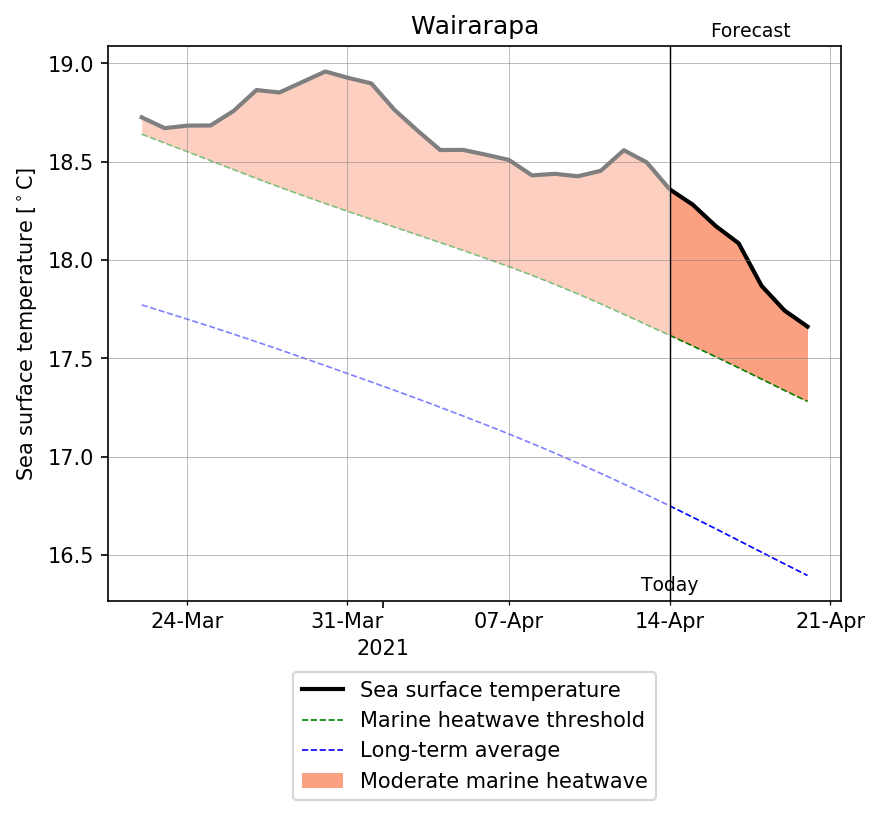 Wairarapa
Forecast
Sea surface temperature [°C]
19.0
18.5
18.0
17.5
17.0
16.5
Today
24-Mar 31-Mar 07-Apr 14-Apr 21-Apr
2021
Sea surface temperature
Marine heatwave threshold
Long-term average
Moderate marine heatwave